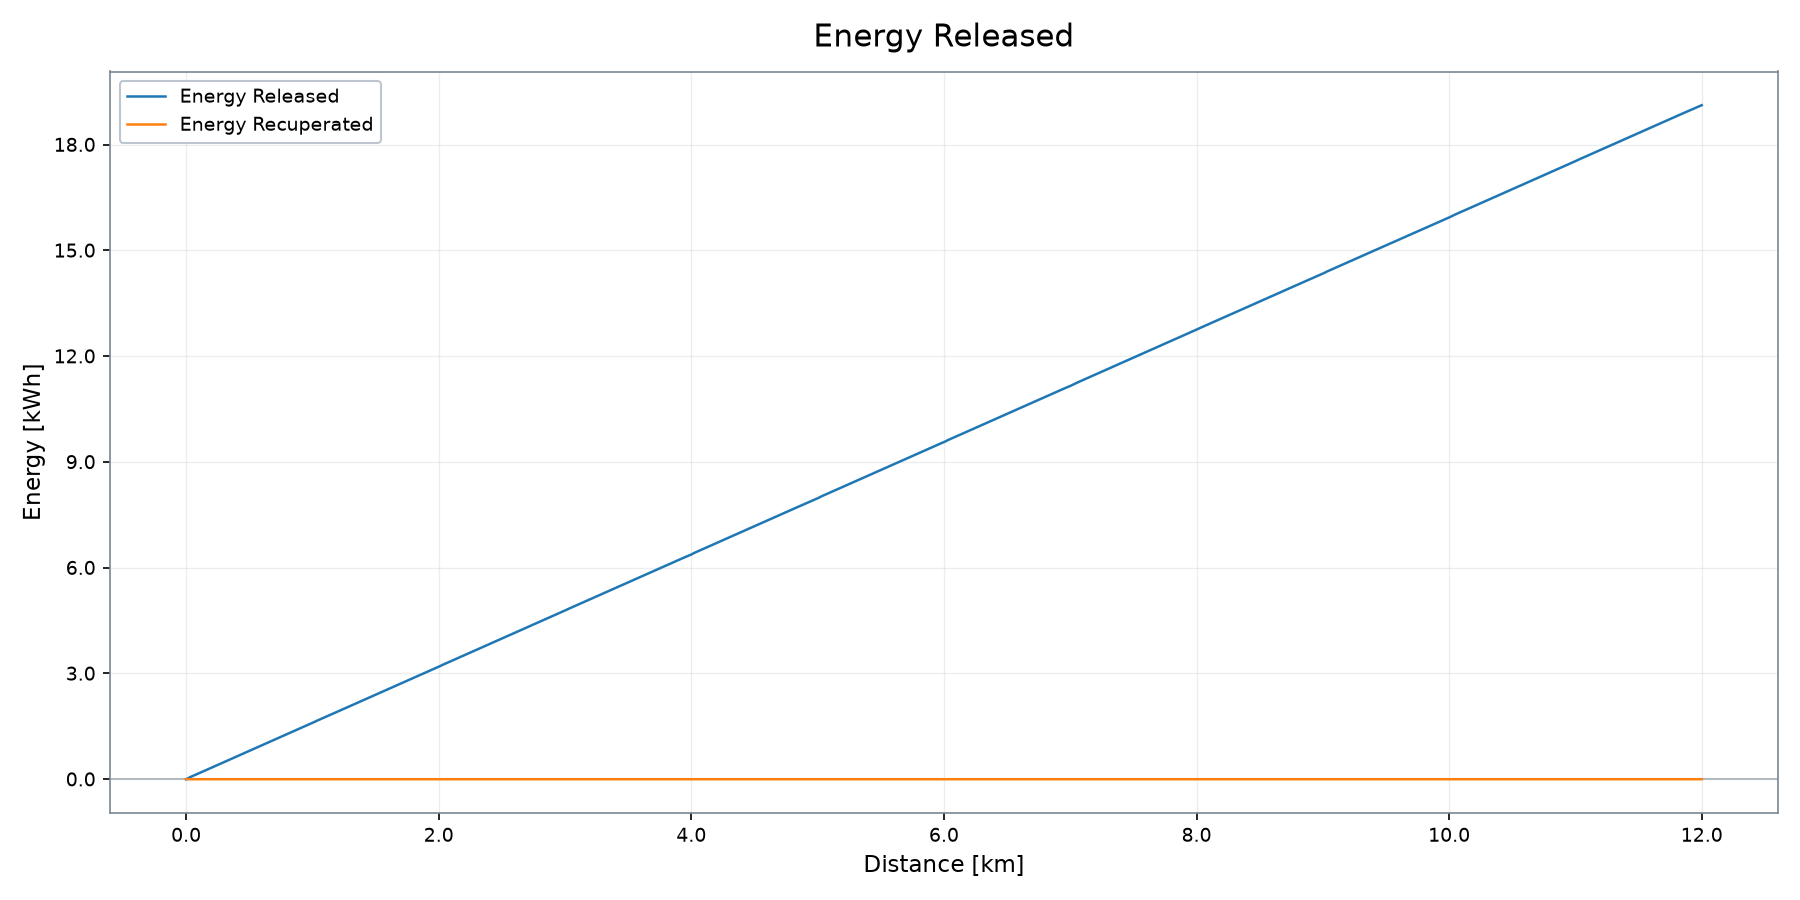 Energy Released
Energy Released
Energy Recuperated
18.0
15.0
12.0
9.0
6.0
3.0
0.0
Energy [kWh]
0.0 2.0 4.0 6.0 8.0 10.0 12.0
Distance [km]